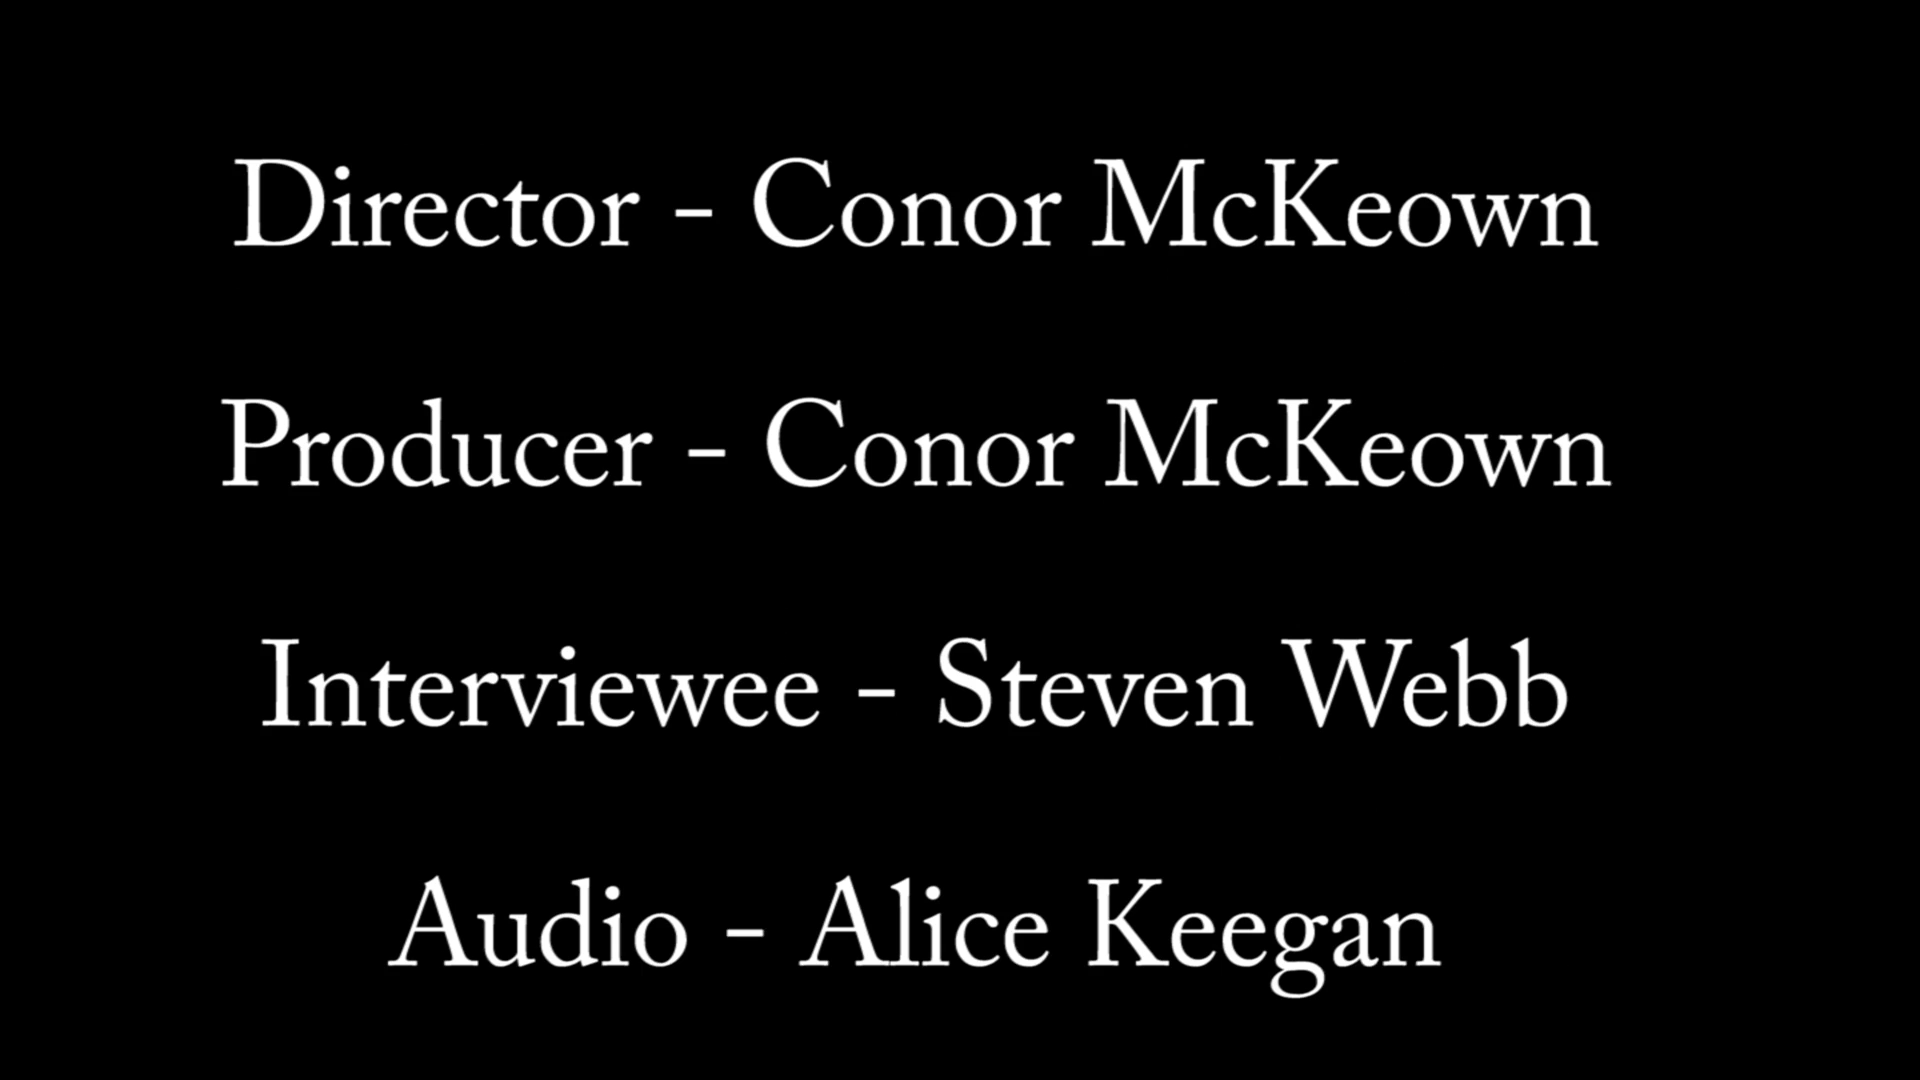 Director - Conor McKeown
Producer - Conor McKeown
Interviewee - Steven Webb
Audio - Alice Keegan